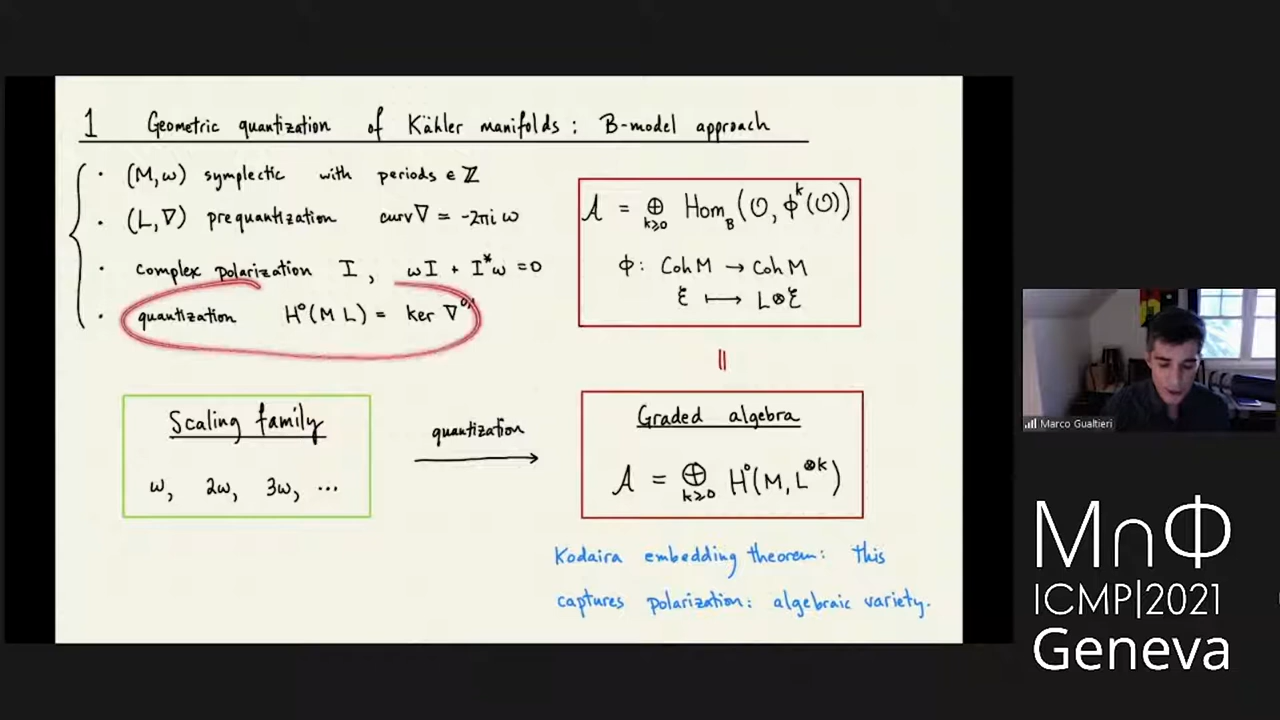 1 Geometric quantization of Kähler manifolds: B-model approach
· (M,ω) symplectic with periods ∈ ℤ
· (L,∇) prequantization curv∇ = -2πi ω
· complex polarization I, ωI + I*ω = 0
· quantization H⁰(M L) = ker ∇⁰,¹
𝒜 = ⊕_{k≥0} Hom_B(𝒪, Φᵏ(𝒪))
Φ: Coh M → Coh M
ℰ ⟼ L⊗ℰ
||
Scaling family
ω, 2ω, 3ω, ...
quantization
Graded algebra
𝒜 = ⊕_{k≥0} H⁰(M, L^{⊗k})
Kodaira embedding theorem: this
captures polarization: algebraic variety.
Marco Gualtieri
M∩Φ
ICMP|2021
Geneva